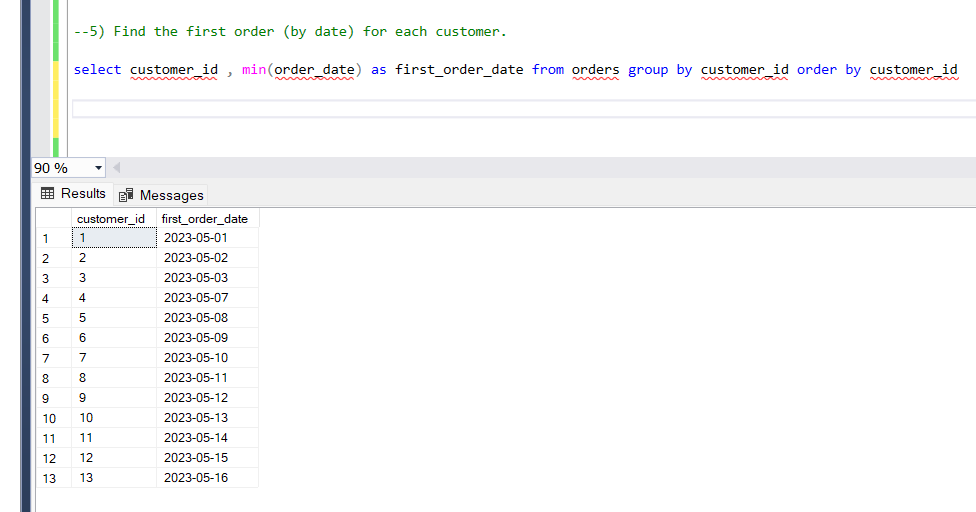 --5) Find the first order (by date) for each customer.
select customer_id , min(order_date) as first_order_date from orders group by customer_id order by customer_id
90 %
Results Messages
customer_id first_order_date
1 1 2023-05-01
2 2 2023-05-02
3 3 2023-05-03
4 4 2023-05-07
5 5 2023-05-08
6 6 2023-05-09
7 7 2023-05-10
8 8 2023-05-11
9 9 2023-05-12
10 10 2023-05-13
11 11 2023-05-14
12 12 2023-05-15
13 13 2023-05-16